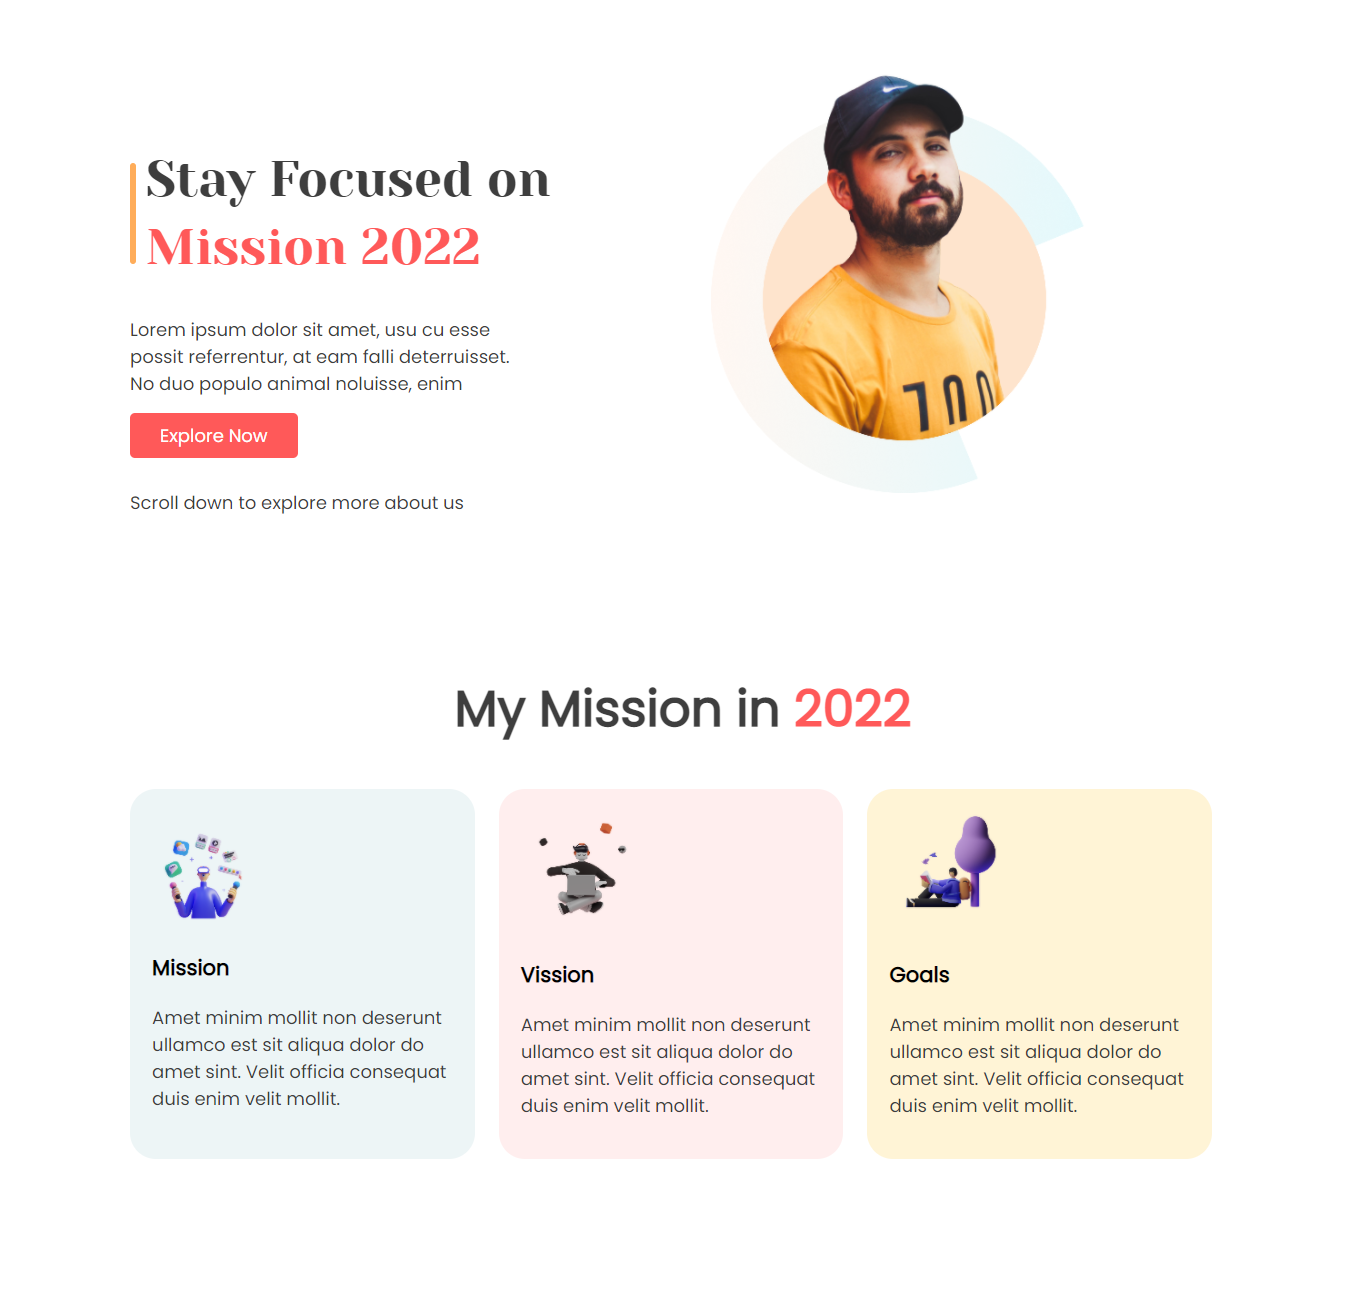 Stay Focused on
Mission 2022
Lorem ipsum dolor sit amet, usu cu esse
possit referrentur, at eam falli deterruisset.
No duo populo animal noluisse, enim
Explore Now
Scroll down to explore more about us
100
My Mission in 2022
Mission
Amet minim mollit non deserunt
ullamco est sit aliqua dolor do
amet sint. Velit officia consequat
duis enim velit mollit.
Vission
Amet minim mollit non deserunt
ullamco est sit aliqua dolor do
amet sint. Velit officia consequat
duis enim velit mollit.
Goals
Amet minim mollit non deserunt
ullamco est sit aliqua dolor do
amet sint. Velit officia consequat
duis enim velit mollit.